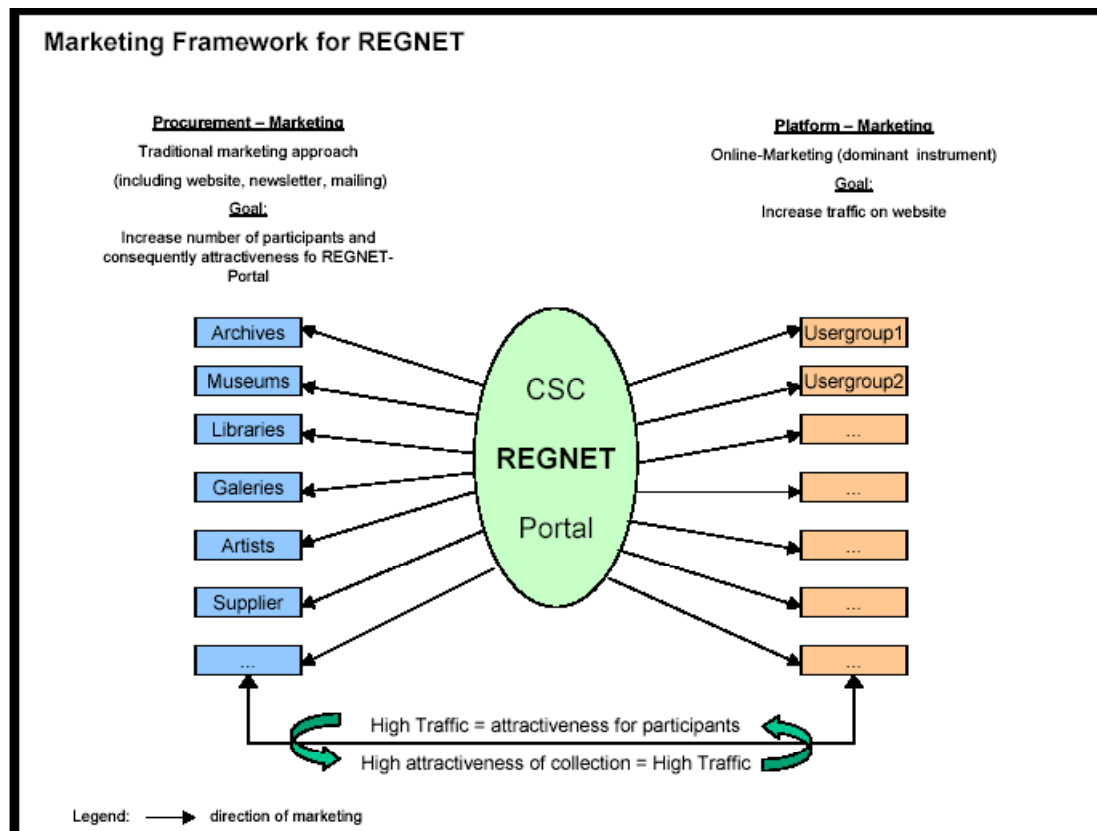 Marketing Framework for REGNET
Procurement – Marketing
Traditional marketing approach
(including website, newsletter, mailing)
Goal:
Increase number of participants and
consequently attractiveness fo REGNET-
Portal
Platform – Marketing
Online-Marketing (dominant instrument)
Goal:
Increase traffic on website
Archives
Museums
Libraries
Galeries
Artists
Supplier
...
CSC
REGNET
Portal
Usergroup1
Usergroup2
...
...
...
...
...
High Traffic = attractiveness for participants
High attractiveness of collection = High Traffic
Legend:
direction of marketing